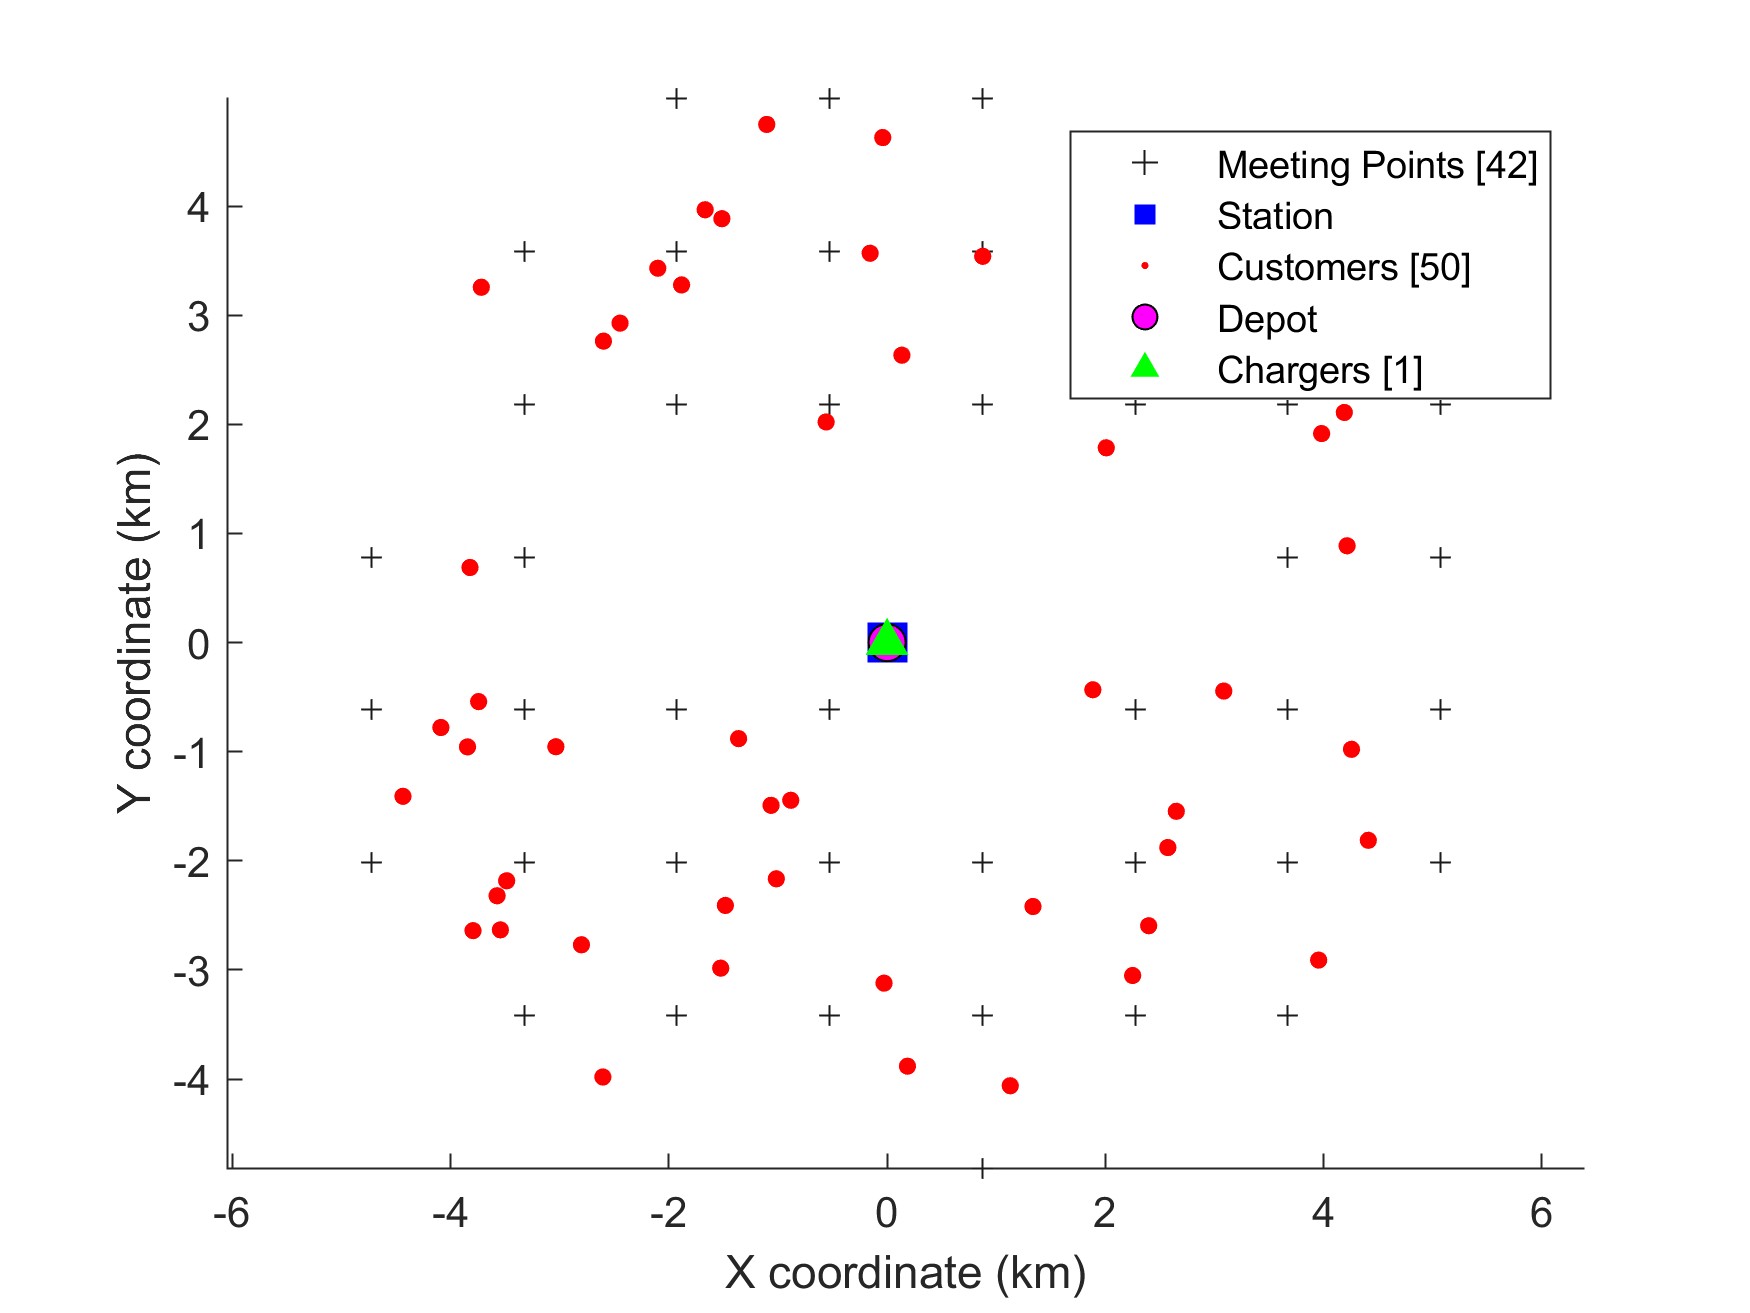 Meeting Points [42]
Station
Customers [50]
Depot
Chargers [1]
4
3
2
1
0
-1
-2
-3
-4
Y coordinate (km)
-6 -4 -2 0 2 4 6
X coordinate (km)